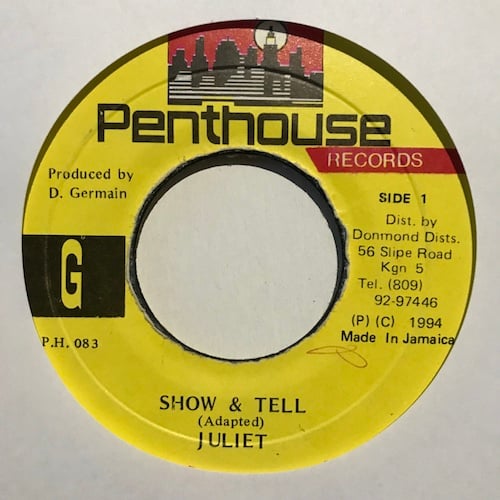 Penthouse
RECORDS
Produced by
D. Germain
SIDE 1
Dist. by
Donmond Dists.
56 Slipe Road
Kgn 5
Tel. (809)
92-97446
G
P.H. 083
(P) (C) 1994
Made In Jamaica
SHOW & TELL
(Adapted)
JULIET